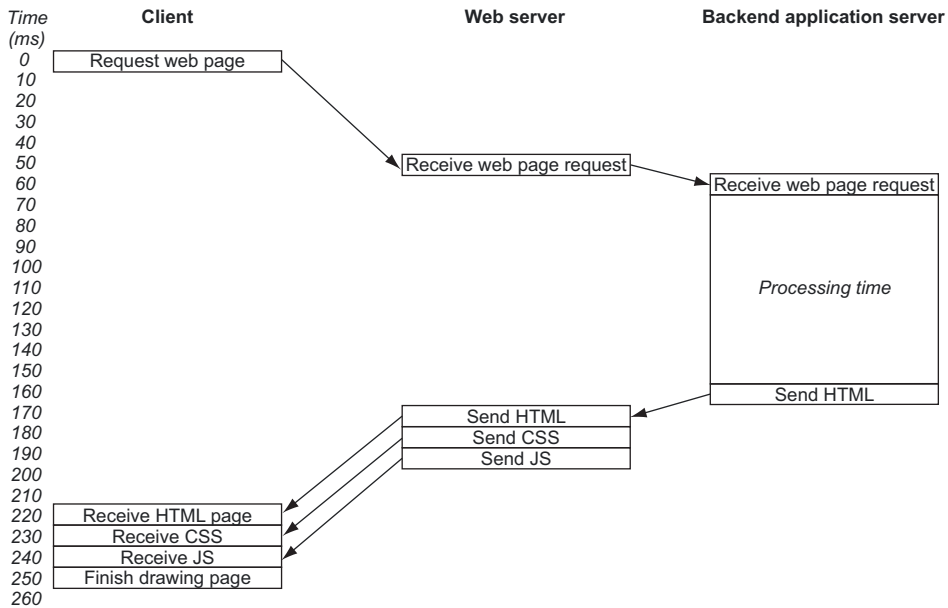 Time
(ms)
Client
Web server
Backend application server
0
Request web page
10
20
30
40
50
Receive web page request
60
Receive web page request
70
80
90
100
110
Processing time
120
130
140
150
160
Send HTML
170
Send HTML
180
Send CSS
190
Send JS
200
210
220
Receive HTML page
230
Receive CSS
240
Receive JS
250
Finish drawing page
260